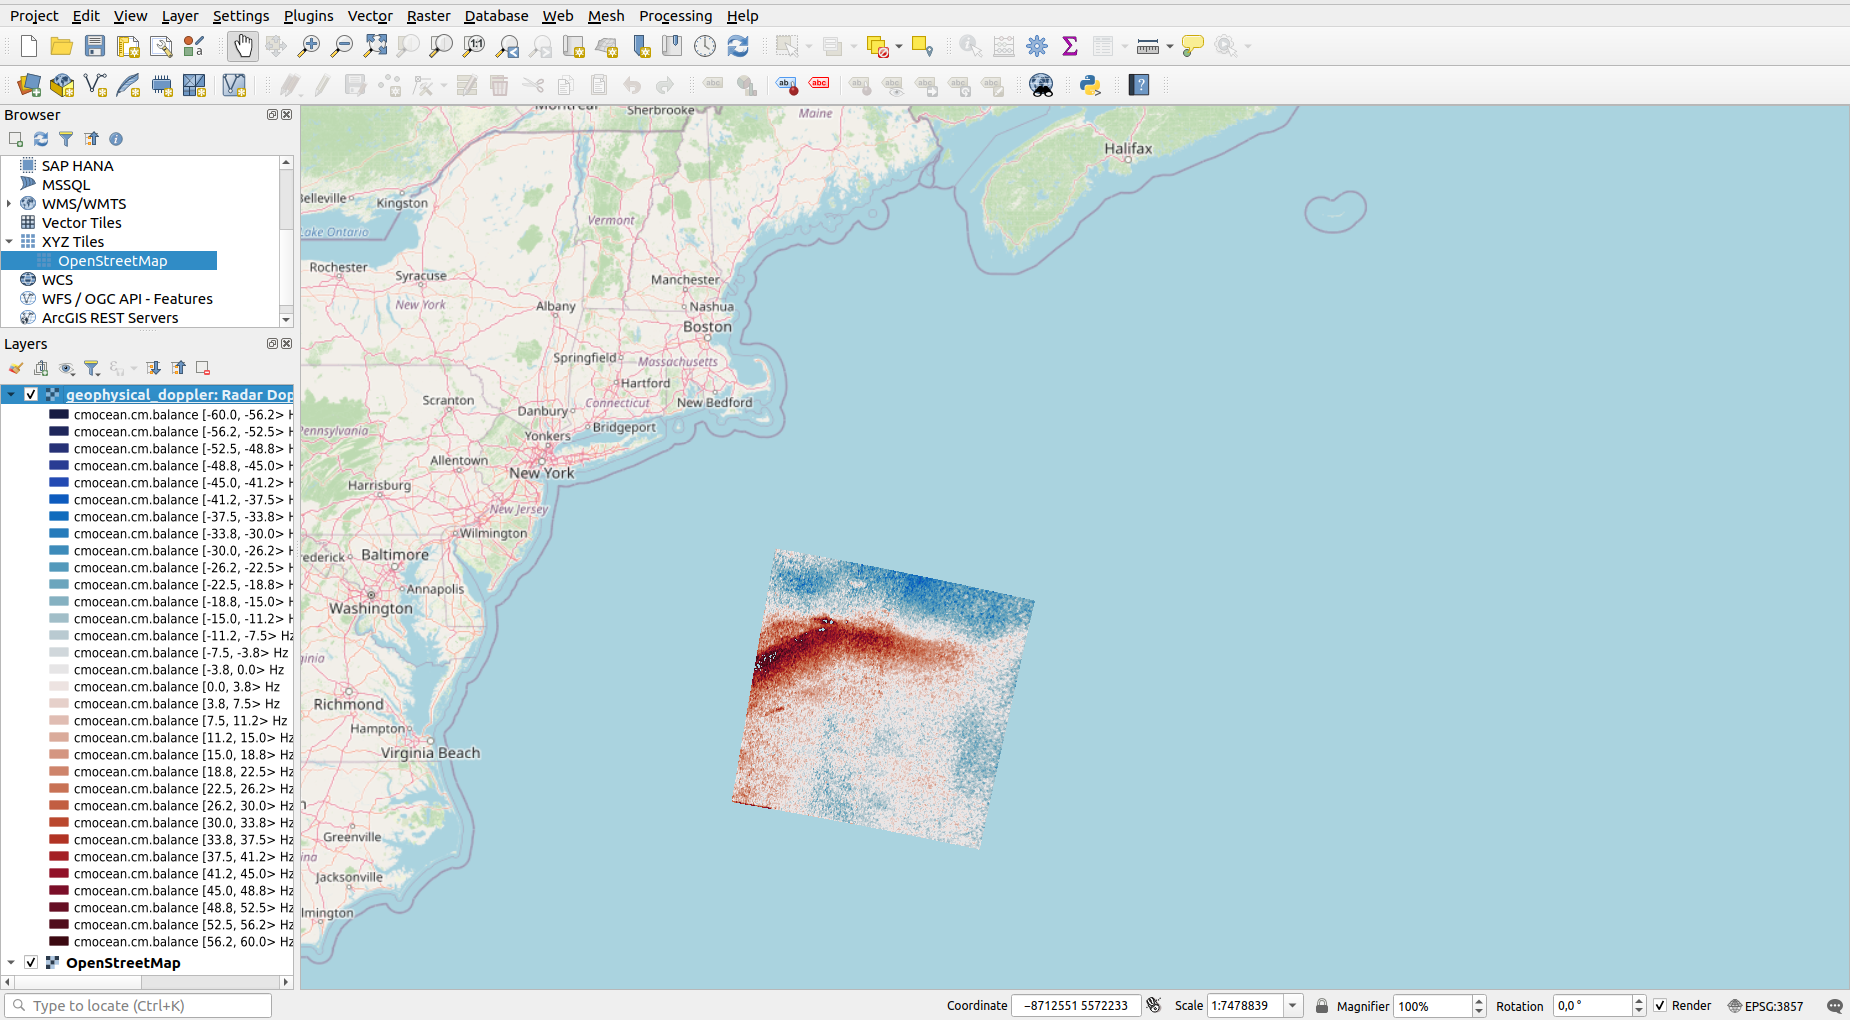 Project Edit View Layer Settings Plugins Vector Raster Database Web Mesh Processing Help
Browser
SAP HANA
MSSQL
WMS/WMTS
Vector Tiles
XYZ Tiles
OpenStreetMap
WCS
WFS / OGC API - Features
ArcGIS REST Servers
Layers
geophysical_doppler: Radar Dop
cmocean.cm.balance [-60.0, -56.2> H
cmocean.cm.balance [-56.2, -52.5> H
cmocean.cm.balance [-52.5, -48.8> H
cmocean.cm.balance [-48.8, -45.0> H
cmocean.cm.balance [-45.0, -41.2> H
cmocean.cm.balance [-41.2, -37.5> H
cmocean.cm.balance [-37.5, -33.8> H
cmocean.cm.balance [-33.8, -30.0> H
cmocean.cm.balance [-30.0, -26.2> H
cmocean.cm.balance [-26.2, -22.5> H
cmocean.cm.balance [-22.5, -18.8> H
cmocean.cm.balance [-18.8, -15.0> H
cmocean.cm.balance [-15.0, -11.2> H
cmocean.cm.balance [-11.2, -7.5> Hz
cmocean.cm.balance [-7.5, -3.8> Hz
cmocean.cm.balance [-3.8, 0.0> Hz
cmocean.cm.balance [0.0, 3.8> Hz
cmocean.cm.balance [3.8, 7.5> Hz
cmocean.cm.balance [7.5, 11.2> Hz
cmocean.cm.balance [11.2, 15.0> Hz
cmocean.cm.balance [15.0, 18.8> Hz
cmocean.cm.balance [18.8, 22.5> Hz
cmocean.cm.balance [22.5, 26.2> Hz
cmocean.cm.balance [26.2, 30.0> Hz
cmocean.cm.balance [30.0, 33.8> Hz
cmocean.cm.balance [33.8, 37.5> Hz
cmocean.cm.balance [37.5, 41.2> Hz
cmocean.cm.balance [41.2, 45.0> Hz
cmocean.cm.balance [45.0, 48.8> Hz
cmocean.cm.balance [48.8, 52.5> Hz
cmocean.cm.balance [52.5, 56.2> Hz
cmocean.cm.balance [56.2, 60.0> Hz
OpenStreetMap
Montreal
Sherbrooke
Maine
Halifax
Belleville
Kingston
Vermont
Lake Ontario
Rochester
Syracuse
Manchester
New York
Albany
Nashua
Boston
Springfield
Massachusetts
Hartford
Scranton
Connecticut
New Bedford
Danbury
Pennsylvania
Bridgeport
Yonkers
Allentown
New York
Harrisburg
New Jersey
Wilmington
ederick
Baltimore
Annapolis
Washington
inia
Richmond
Hampton
Virginia Beach
Greenville
ina
Jacksonville
lmington
Type to locate (Ctrl+K)
Coordinate -8712551 5572233 Scale 1:7478839 Magnifier 100% Rotation 0,0 ° Render EPSG:3857